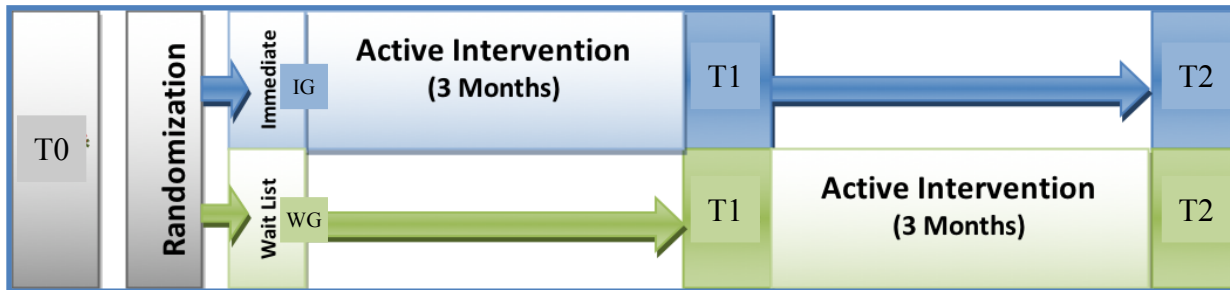 T0
Randomization
Immediate
IG
Active Intervention
(3 Months)
T1
T2
Wait List
WG
T1
Active Intervention
(3 Months)
T2